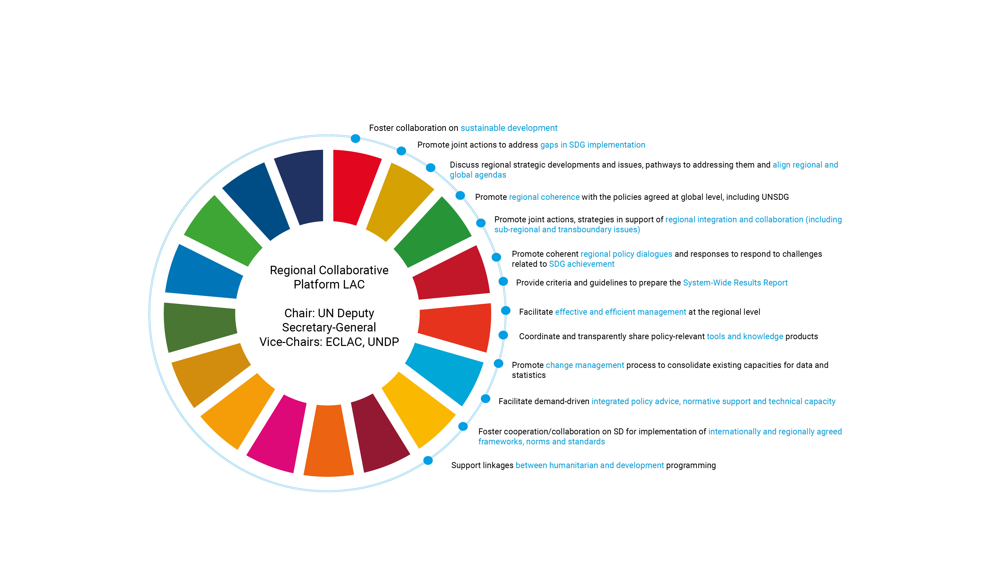 Foster collaboration on sustainable development
Promote joint actions to address gaps in SDG implementation
Discuss regional strategic developments and issues, pathways to addressing them and align regional and
global agendas
Promote regional coherence with the policies agreed at global level, including UNSDG
Promote joint actions, strategies in support of regional integration and collaboration (including
sub-regional and transboundary issues)
Promote coherent regional policy dialogues and responses to respond to challenges
related to SDG achievement
Provide criteria and guidelines to prepare the System-Wide Results Report
Facilitate effective and efficient management at the regional level
Coordinate and transparently share policy-relevant tools and knowledge products
Promote change management process to consolidate existing capacities for data and
statistics
Facilitate demand-driven integrated policy advice, normative support and technical capacity
Foster cooperation/collaboration on SD for implementation of internationally and regionally agreed
frameworks, norms and standards
Support linkages between humanitarian and development programming
Regional Collaborative
Platform LAC
Chair: UN Deputy
Secretary-General
Vice-Chairs: ECLAC, UNDP